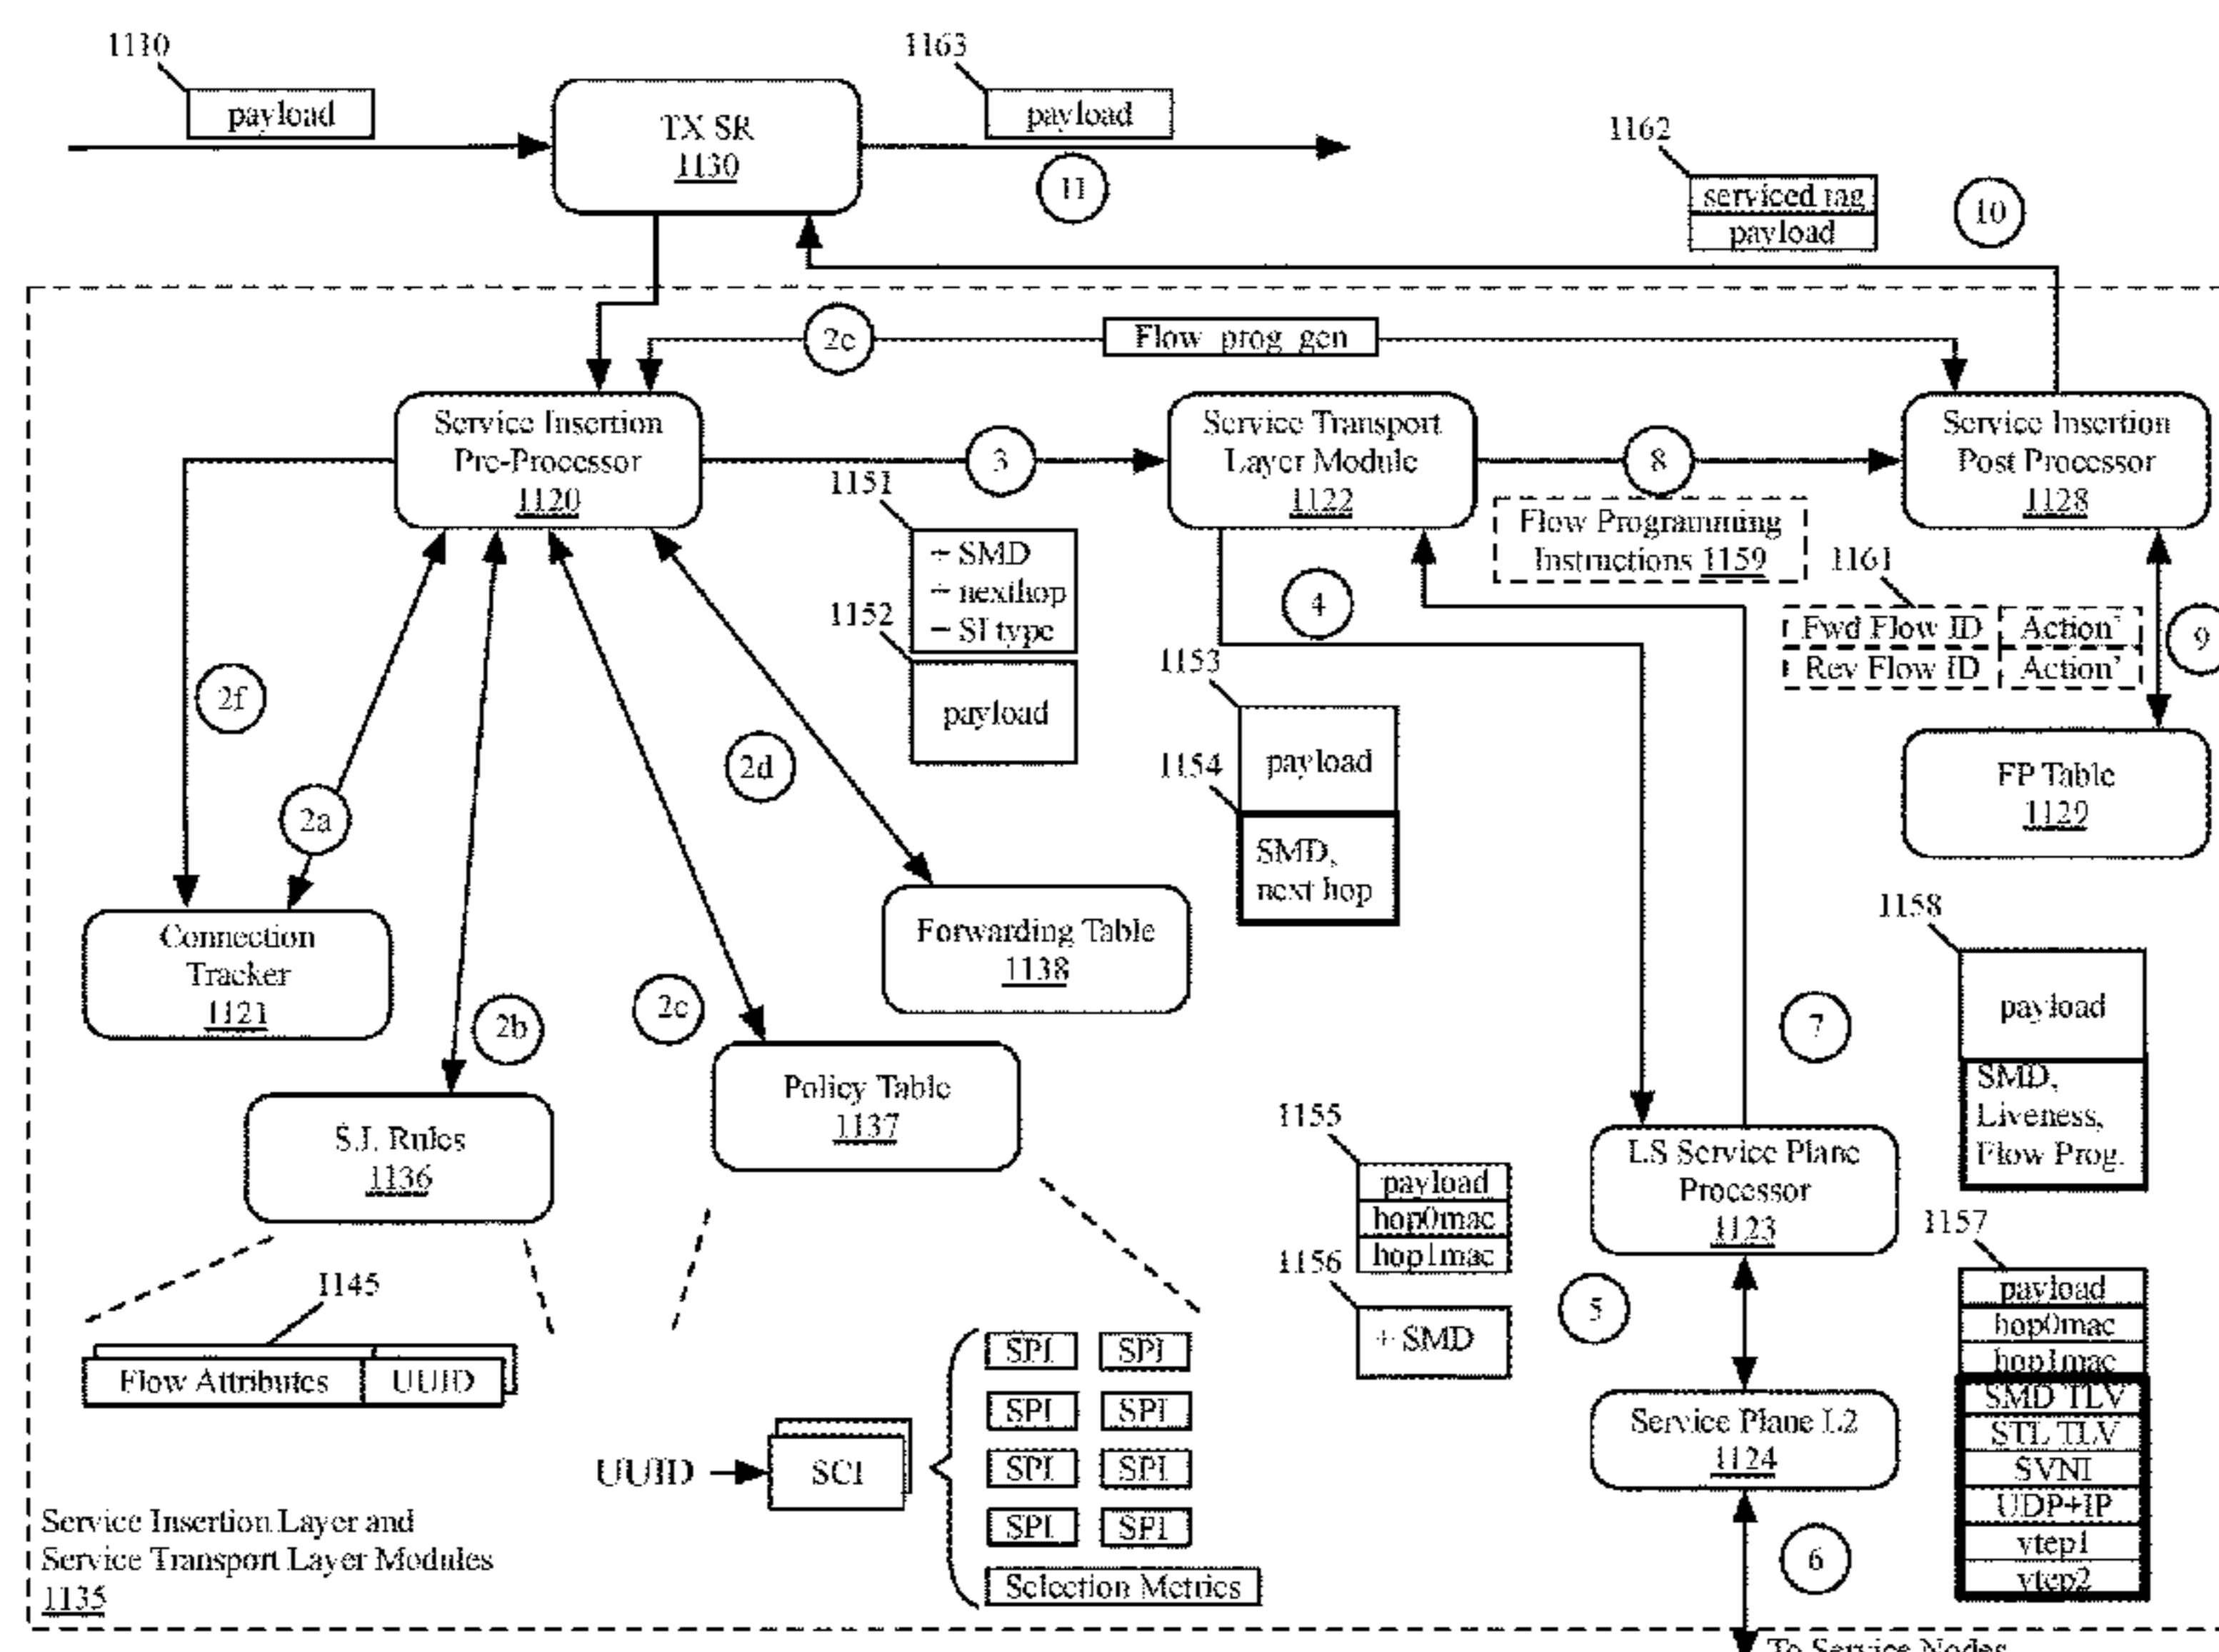 1110
payload
TX SR
1130
1163
payload
11
1162
serviced tag
payload
10
2e
Flow prog gen
Service Insertion
Pre-Processor
1120
3
Service Transport
Layer Module
1122
8
Service Insertion
Post Processor
1128
1151
+ SMD
+ nexthop
− SI type
1152
payload
Flow Programming
Instructions 1159
4
1161
Fwd Flow ID
Action'
Rev Flow ID
Action'
9
2f
2a
2d
1153
payload
1154
SMD,
next hop
FP Table
1129
Connection
Tracker
1121
Forwarding Table
1138
2b
2c
7
1158
payload
SMD,
Liveness,
Flow Prog.
S.I. Rules
1136
Policy Table
1137
1155
payload
hop0mac
hop1mac
1156
+ SMD
LS Service Plane
Processor
1123
5
1157
payload
hop0mac
hop1mac
SMD TLV
STL TLV
SVNI
UDP+IP
vtep1
vtep2
1145
Flow Attributes
UUID
UUID
SCI
SPI SPI
SPI SPI
SPI SPI
SPI SPI
Selection Metrics
Service Plane L2
1124
6
Service Insertion Layer and
Service Transport Layer Modules
1135
To Service Nodes